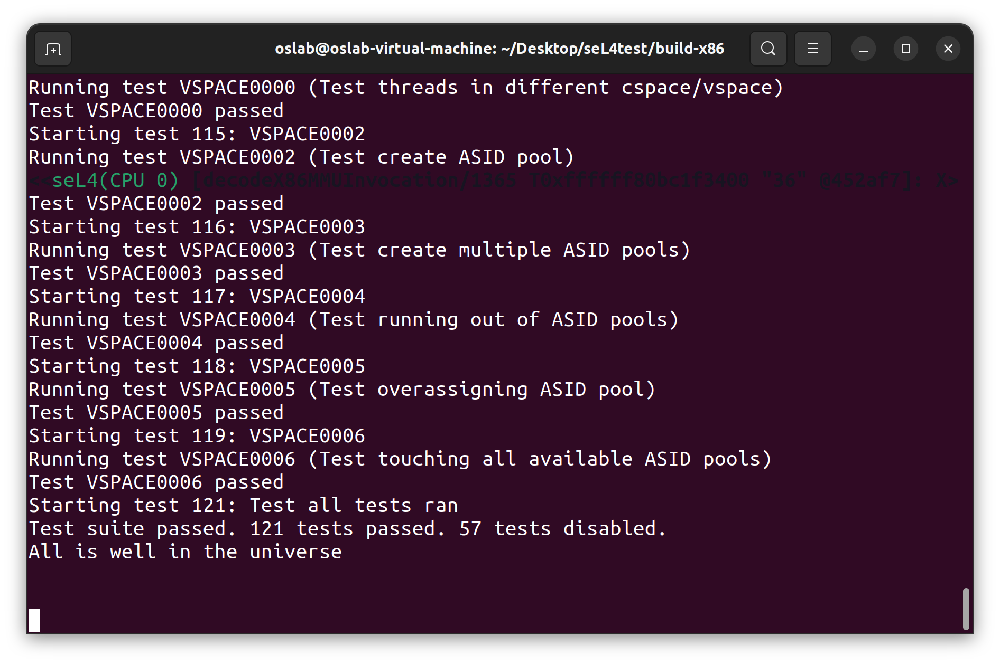 oslab@oslab-virtual-machine: ~/Desktop/seL4test/build-x86
Running test VSPACE0000 (Test threads in different cspace/vspace)
Test VSPACE0000 passed
Starting test 115: VSPACE0002
Running test VSPACE0002 (Test create ASID pool)
<<seL4(CPU 0) [decodeX86MMUInvocation/1365 T0xffffff80bc1f3400 "36" @452af7]: X>
Test VSPACE0002 passed
Starting test 116: VSPACE0003
Running test VSPACE0003 (Test create multiple ASID pools)
Test VSPACE0003 passed
Starting test 117: VSPACE0004
Running test VSPACE0004 (Test running out of ASID pools)
Test VSPACE0004 passed
Starting test 118: VSPACE0005
Running test VSPACE0005 (Test overassigning ASID pool)
Test VSPACE0005 passed
Starting test 119: VSPACE0006
Running test VSPACE0006 (Test touching all available ASID pools)
Test VSPACE0006 passed
Starting test 121: Test all tests ran
Test suite passed. 121 tests passed. 57 tests disabled.
All is well in the universe